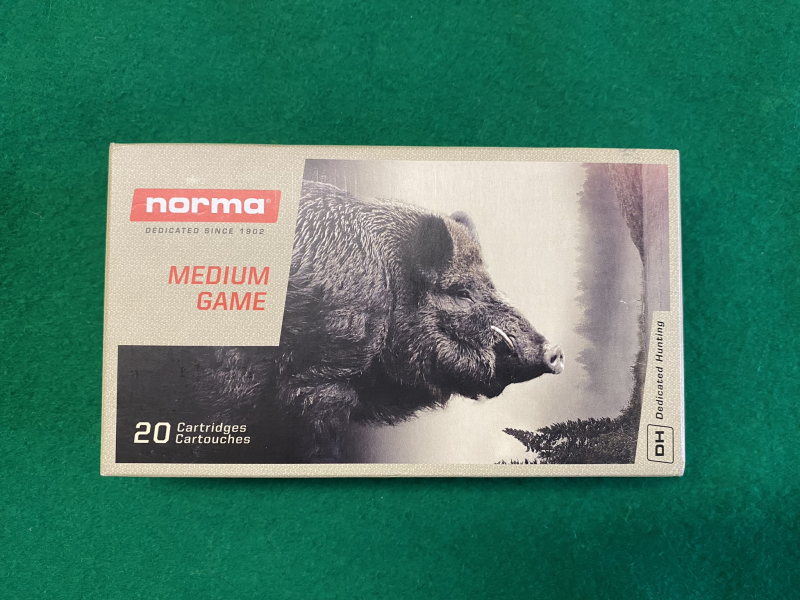 norma
DEDICATED SINCE 1902
MEDIUM
GAME
20 Cartridges
Cartouches
DH Dedicated Hunting